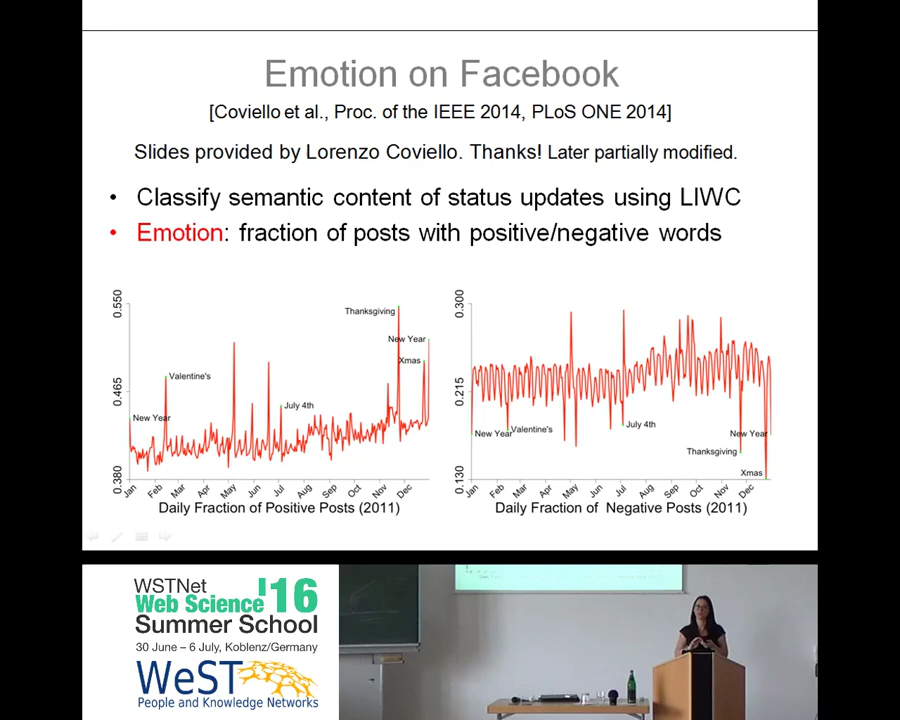 Emotion on Facebook
[Coviello et al., Proc. of the IEEE 2014, PLoS ONE 2014]
Slides provided by Lorenzo Coviello. Thanks! Later partially modified.
• Classify semantic content of status updates using LIWC
• Emotion: fraction of posts with positive/negative words
0.550
0.465
0.380
Thanksgiving
New Year
Xmas
Valentine's
July 4th
New Year
Jan Feb Mar Apr May Jun Jul Aug Sep Oct Nov Dec
Daily Fraction of Positive Posts (2011)
0.300
0.215
0.130
New Year
Valentine's
July 4th
New Year
Thanksgiving
Xmas
Jan Feb Mar Apr May Jun Jul Aug Sep Oct Nov Dec
Daily Fraction of Negative Posts (2011)
WSTNet
Web Science '16
Summer School
30 June – 6 July, Koblenz/Germany
WeST
People and Knowledge Networks